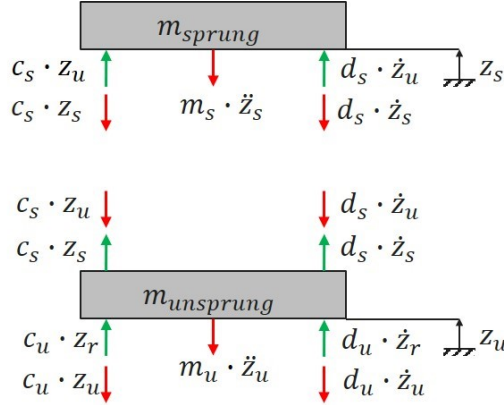 m_sprung
c_s · z_u
d_s · ż_u
z_s
c_s · z_s
m_s · z̈_s
d_s · ż_s
c_s · z_u
d_s · ż_u
c_s · z_s
d_s · ż_s
m_unsprung
c_u · z_r
d_u · ż_r
z_u
m_u · z̈_u
c_u · z_u
d_u · ż_u